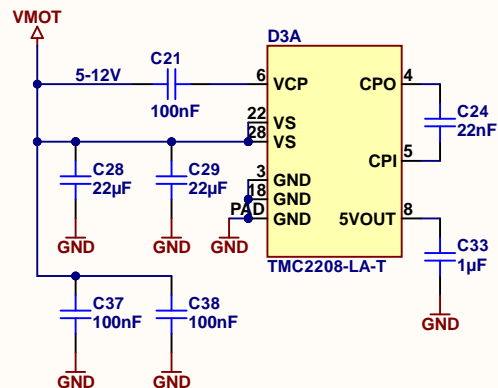 VMOT
D3A
C21
5-12V
100nF
6 VCP CPO 4
C24
22nF
22 VS
28 VS
CPI 5
C28
22µF
C29
22µF
3 GND
18 GND
PAD GND
5VOUT 8
GND
GND
GND
C33
1µF
TMC2208-LA-T
C37
100nF
C38
100nF
GND
GND
GND